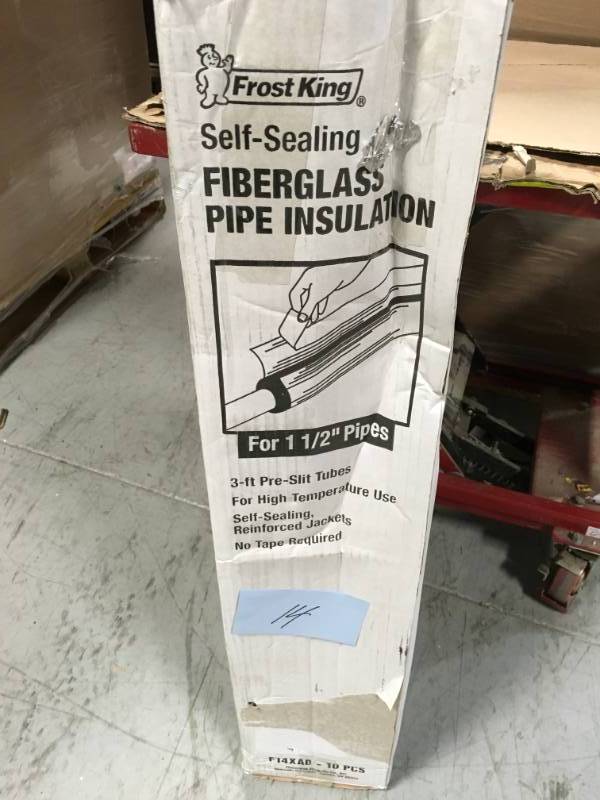 Frost King®
Self-Sealing
FIBERGLASS
PIPE INSULATION
For 1 1/2" Pipes
3-ft Pre-Slit Tubes
For High Temperature Use
Self-Sealing,
Reinforced Jackets
No Tape Required
14
F14XAD - 10 PCS